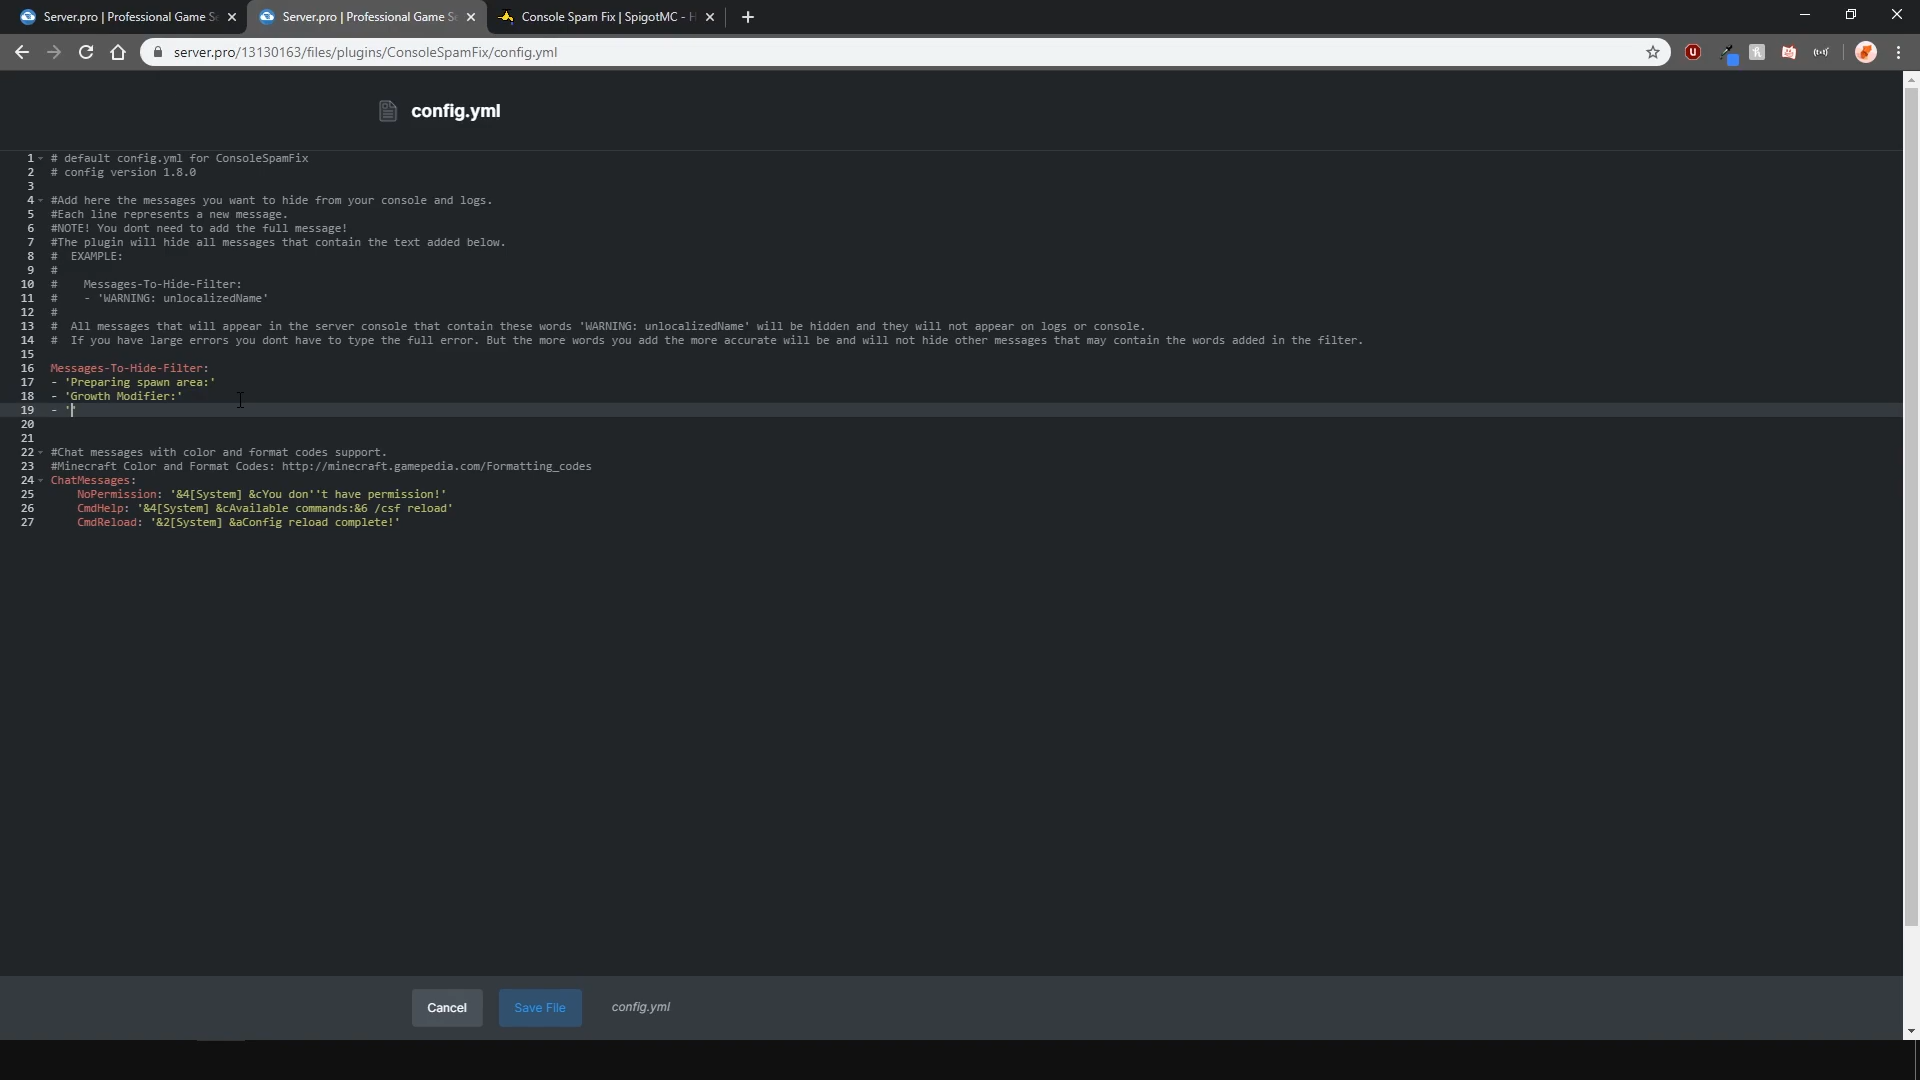 Server.pro | Professional Game Se
Server.pro | Professional Game Se
Console Spam Fix | SpigotMC - H
server.pro/13130163/files/plugins/ConsoleSpamFix/config.yml
config.yml
1 # default config.yml for ConsoleSpamFix
2 # config version 1.8.0
3
4 #Add here the messages you want to hide from your console and logs.
5 #Each line represents a new message.
6 #NOTE! You dont need to add the full message!
7 #The plugin will hide all messages that contain the text added below.
8 #  EXAMPLE:
9 #
10 #    Messages-To-Hide-Filter:
11 #    - 'WARNING: unlocalizedName'
12 #
13 #  All messages that will appear in the server console that contain these words 'WARNING: unlocalizedName' will be hidden and they will not appear on logs or console.
14 #  If you have large errors you dont have to type the full error. But the more words you add the more accurate will be and will not hide other messages that may contain the words added in the filter.
15
16 Messages-To-Hide-Filter:
17 - 'Preparing spawn area:'
18 - 'Growth Modifier:'
19 - ''
20
21
22 #Chat messages with color and format codes support.
23 #Minecraft Color and Format Codes: http://minecraft.gamepedia.com/Formatting_codes
24 ChatMessages:
25     NoPermission: '&4[System] &cYou don''t have permission!'
26     CmdHelp: '&4[System] &cAvailable commands:&6 /csf reload'
27     CmdReload: '&2[System] &aConfig reload complete!'
Cancel
Save File
config.yml